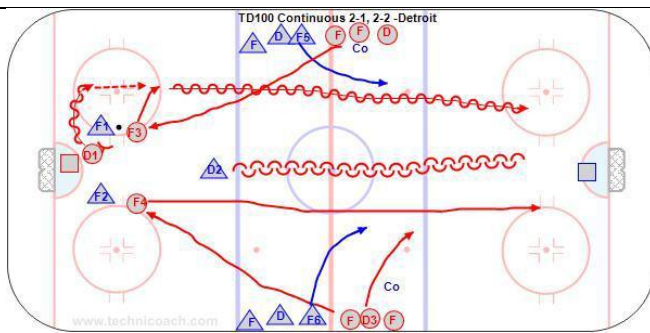 TD100 Continuous 2-1, 2-2 -Detroit
F D F5 F F D
Co
F1 F3
D1
D2
F2 F4
Co
F D F6 F D3 F
www.technicoach.com